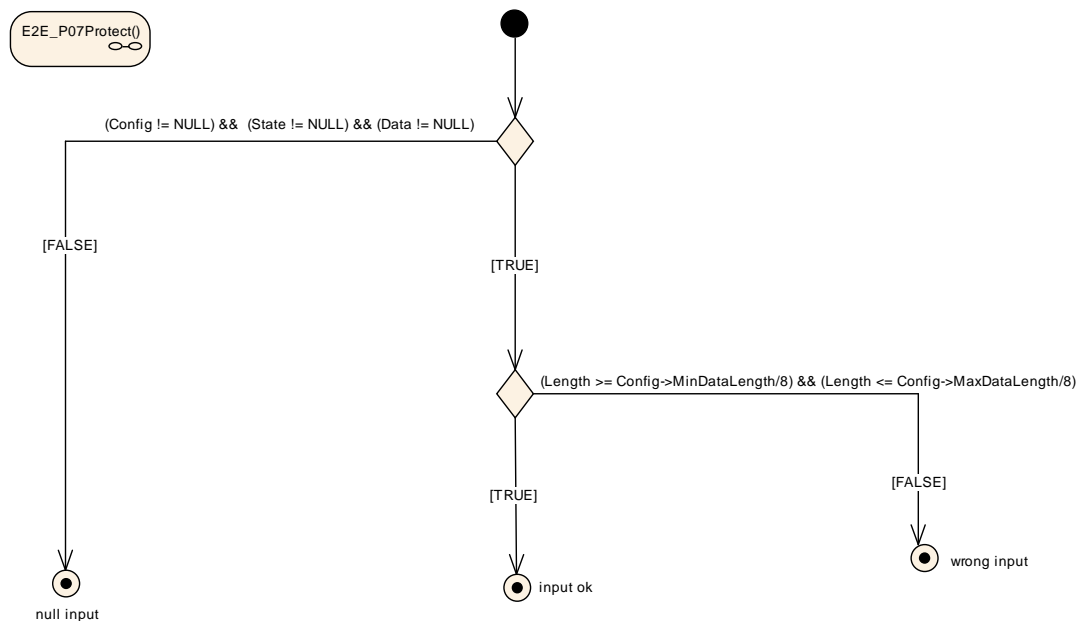 E2E_P07Protect()
(Config != NULL) &&  (State != NULL) && (Data != NULL)
[FALSE]
[TRUE]
(Length >= Config->MinDataLength/8) && (Length <= Config->MaxDataLength/8)
[FALSE]
[TRUE]
wrong input
input ok
null input